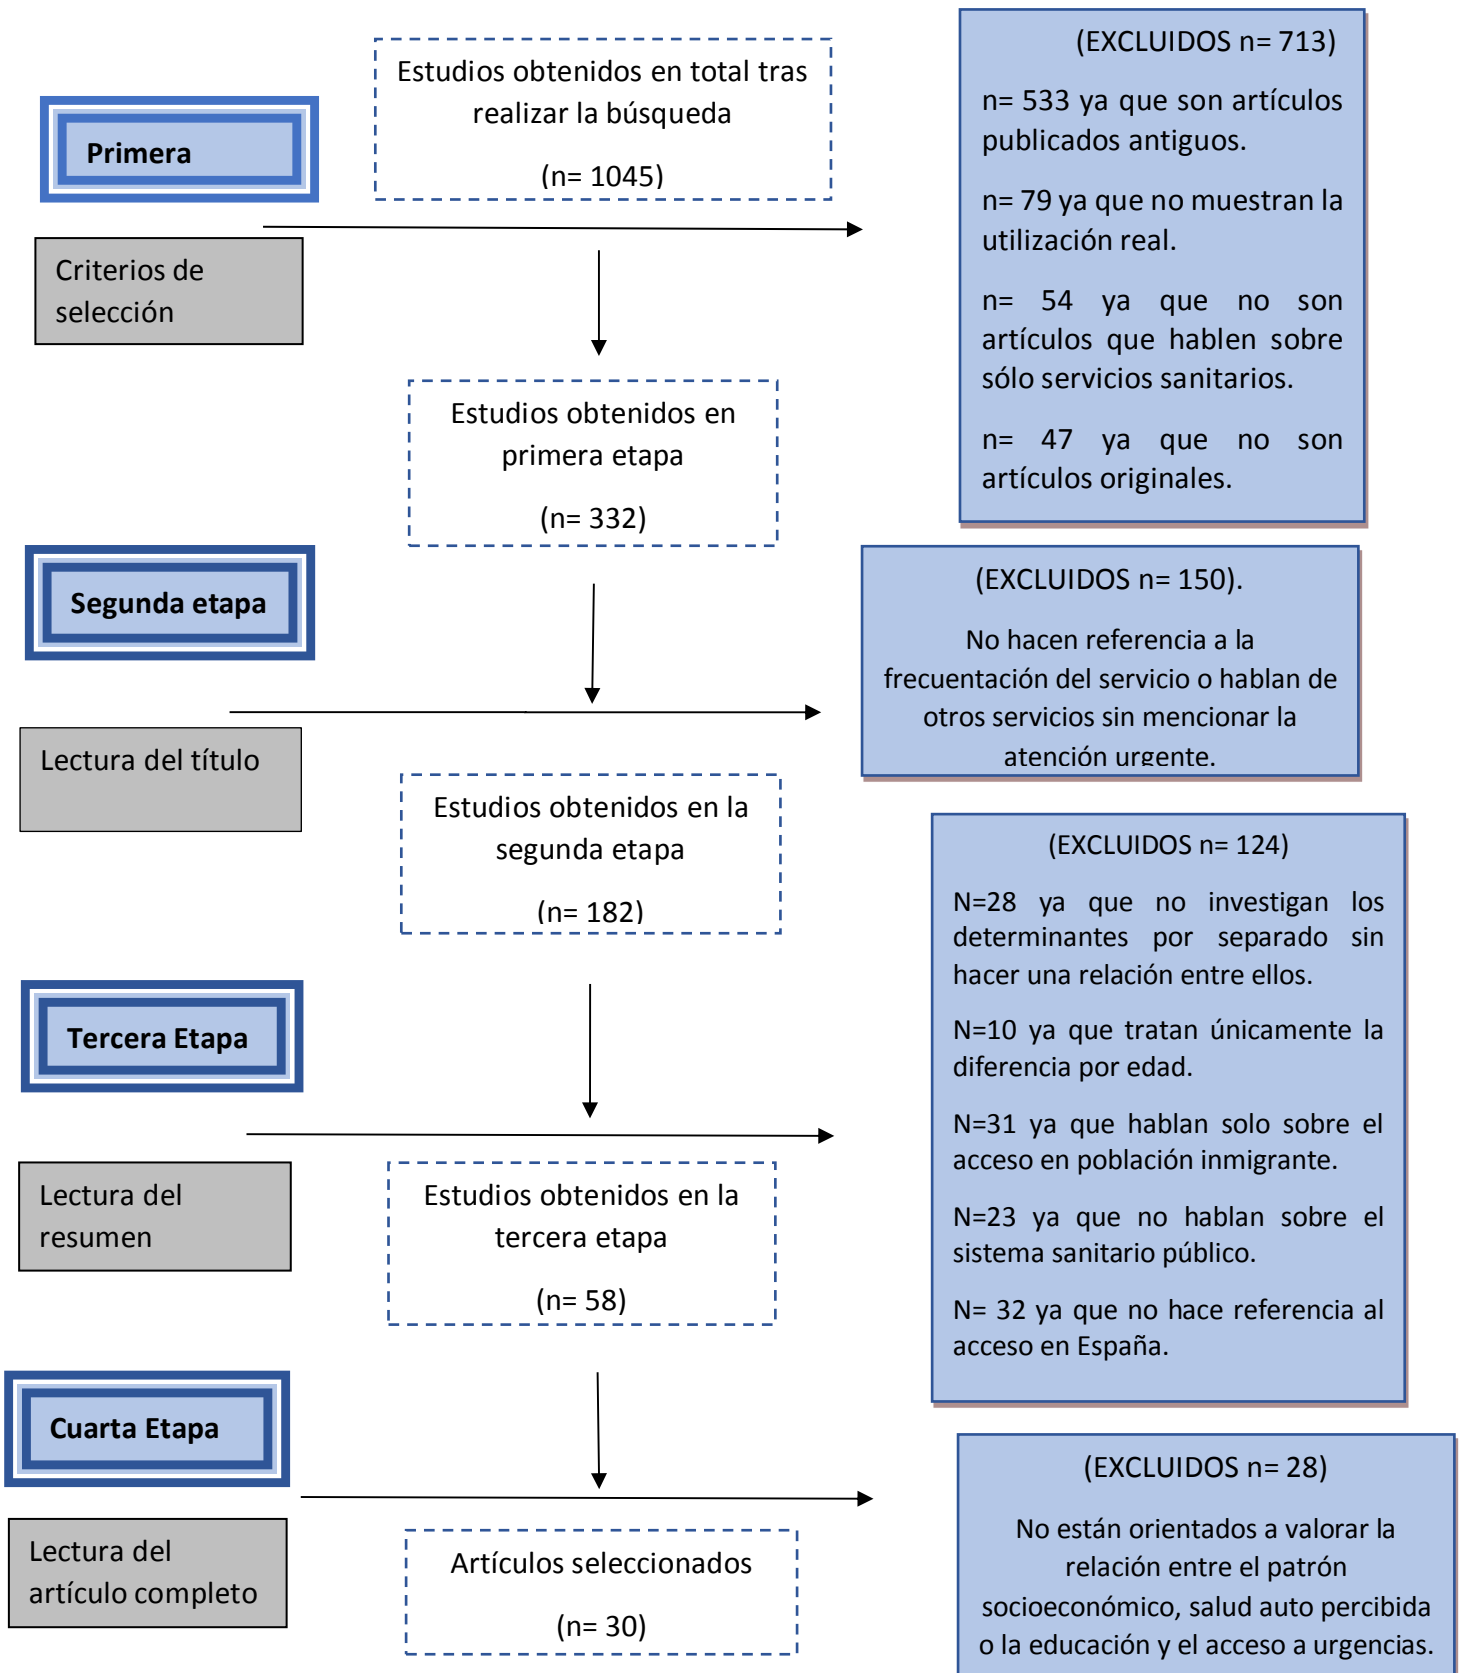 Primera
Criterios de
selección
Estudios obtenidos en total tras
realizar la búsqueda
(n= 1045)
(EXCLUIDOS n= 713)
n= 533 ya que son artículos
publicados antiguos.
n= 79 ya que no muestran la
utilización real.
n= 54 ya que no son
artículos que hablen sobre
sólo servicios sanitarios.
n= 47 ya que no son
artículos originales.
Estudios obtenidos en
primera etapa
(n= 332)
Segunda etapa
Lectura del título
(EXCLUIDOS n= 150).
No hacen referencia a la
frecuentación del servicio o hablan de
otros servicios sin mencionar la
atención urgente.
Estudios obtenidos en la
segunda etapa
(n= 182)
Tercera Etapa
Lectura del
resumen
(EXCLUIDOS n= 124)
N=28 ya que no investigan los
determinantes por separado sin
hacer una relación entre ellos.
N=10 ya que tratan únicamente la
diferencia por edad.
N=31 ya que hablan solo sobre el
acceso en población inmigrante.
N=23 ya que no hablan sobre el
sistema sanitario público.
N= 32 ya que no hace referencia al
acceso en España.
Estudios obtenidos en la
tercera etapa
(n= 58)
Cuarta Etapa
Lectura del
artículo completo
(EXCLUIDOS n= 28)
No están orientados a valorar la
relación entre el patrón
socioeconómico, salud auto percibida
o la educación y el acceso a urgencias.
Artículos seleccionados
(n= 30)